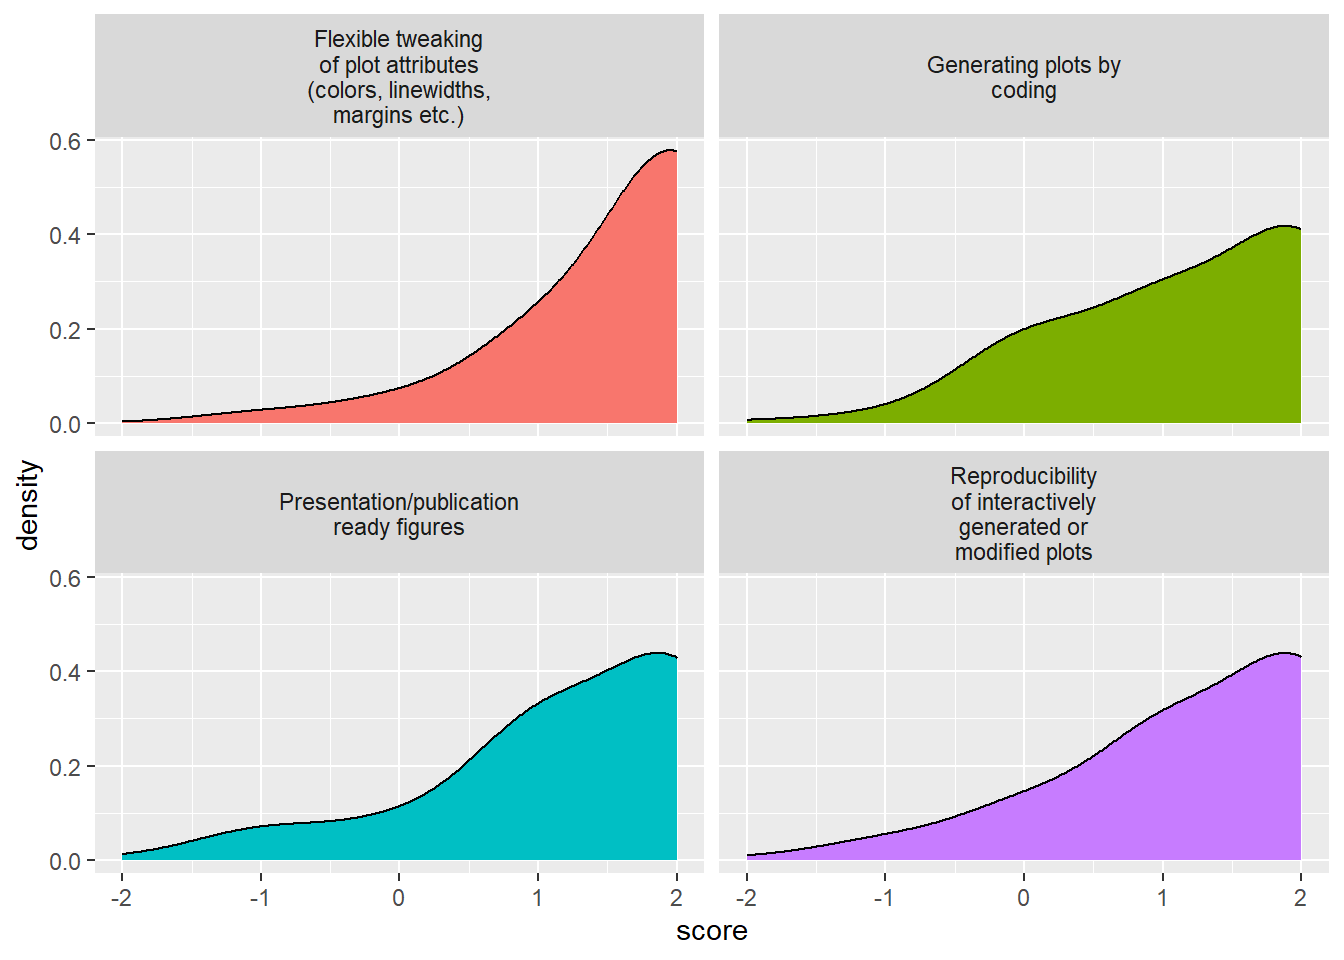 Flexible tweaking
of plot attributes
(colors, linewidths,
margins etc.)
Generating plots by
coding
0.6
0.4
0.2
0.0
Presentation/publication
ready figures
Reproducibility
of interactively
generated or
modified plots
0.6
0.4
0.2
0.0
density
-2 -1 0 1 2
-2 -1 0 1 2
score